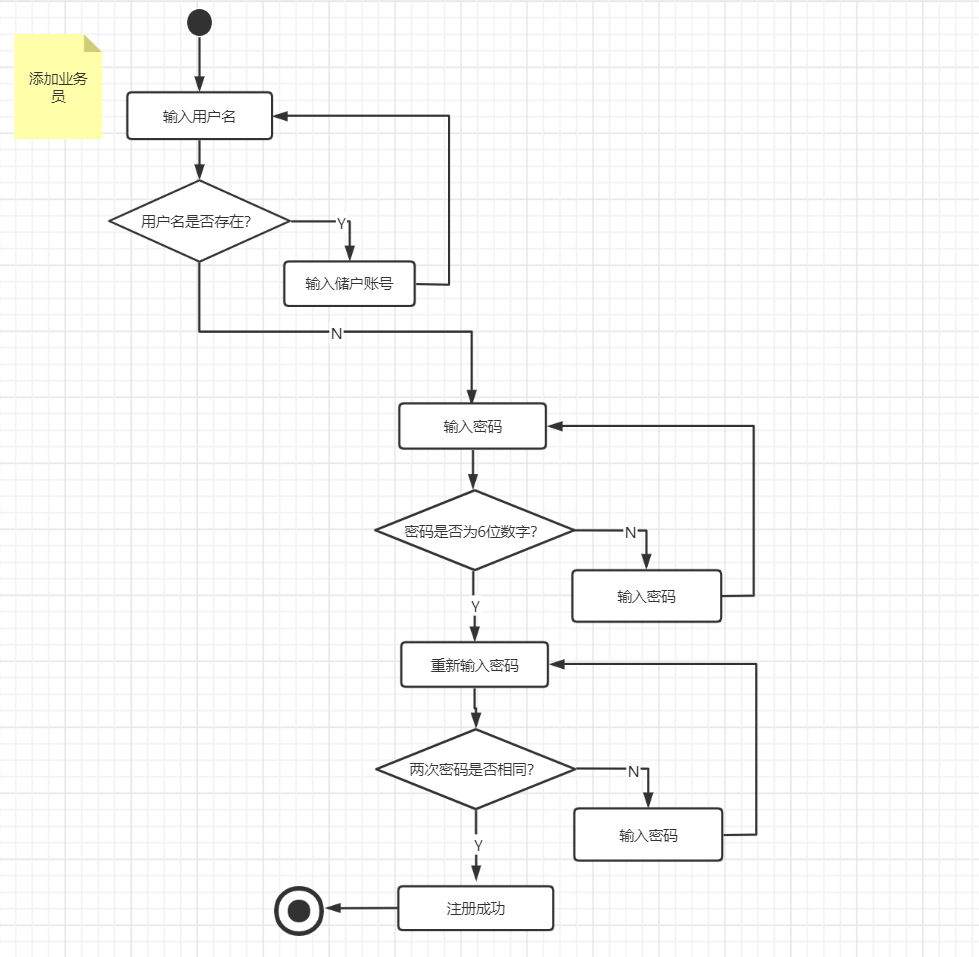 添加业务
员
输入用户名
用户名是否存在?
Y
输入储户账号
N
输入密码
密码是否为6位数字?
N
输入密码
Y
重新输入密码
两次密码是否相同?
N
输入密码
Y
注册成功